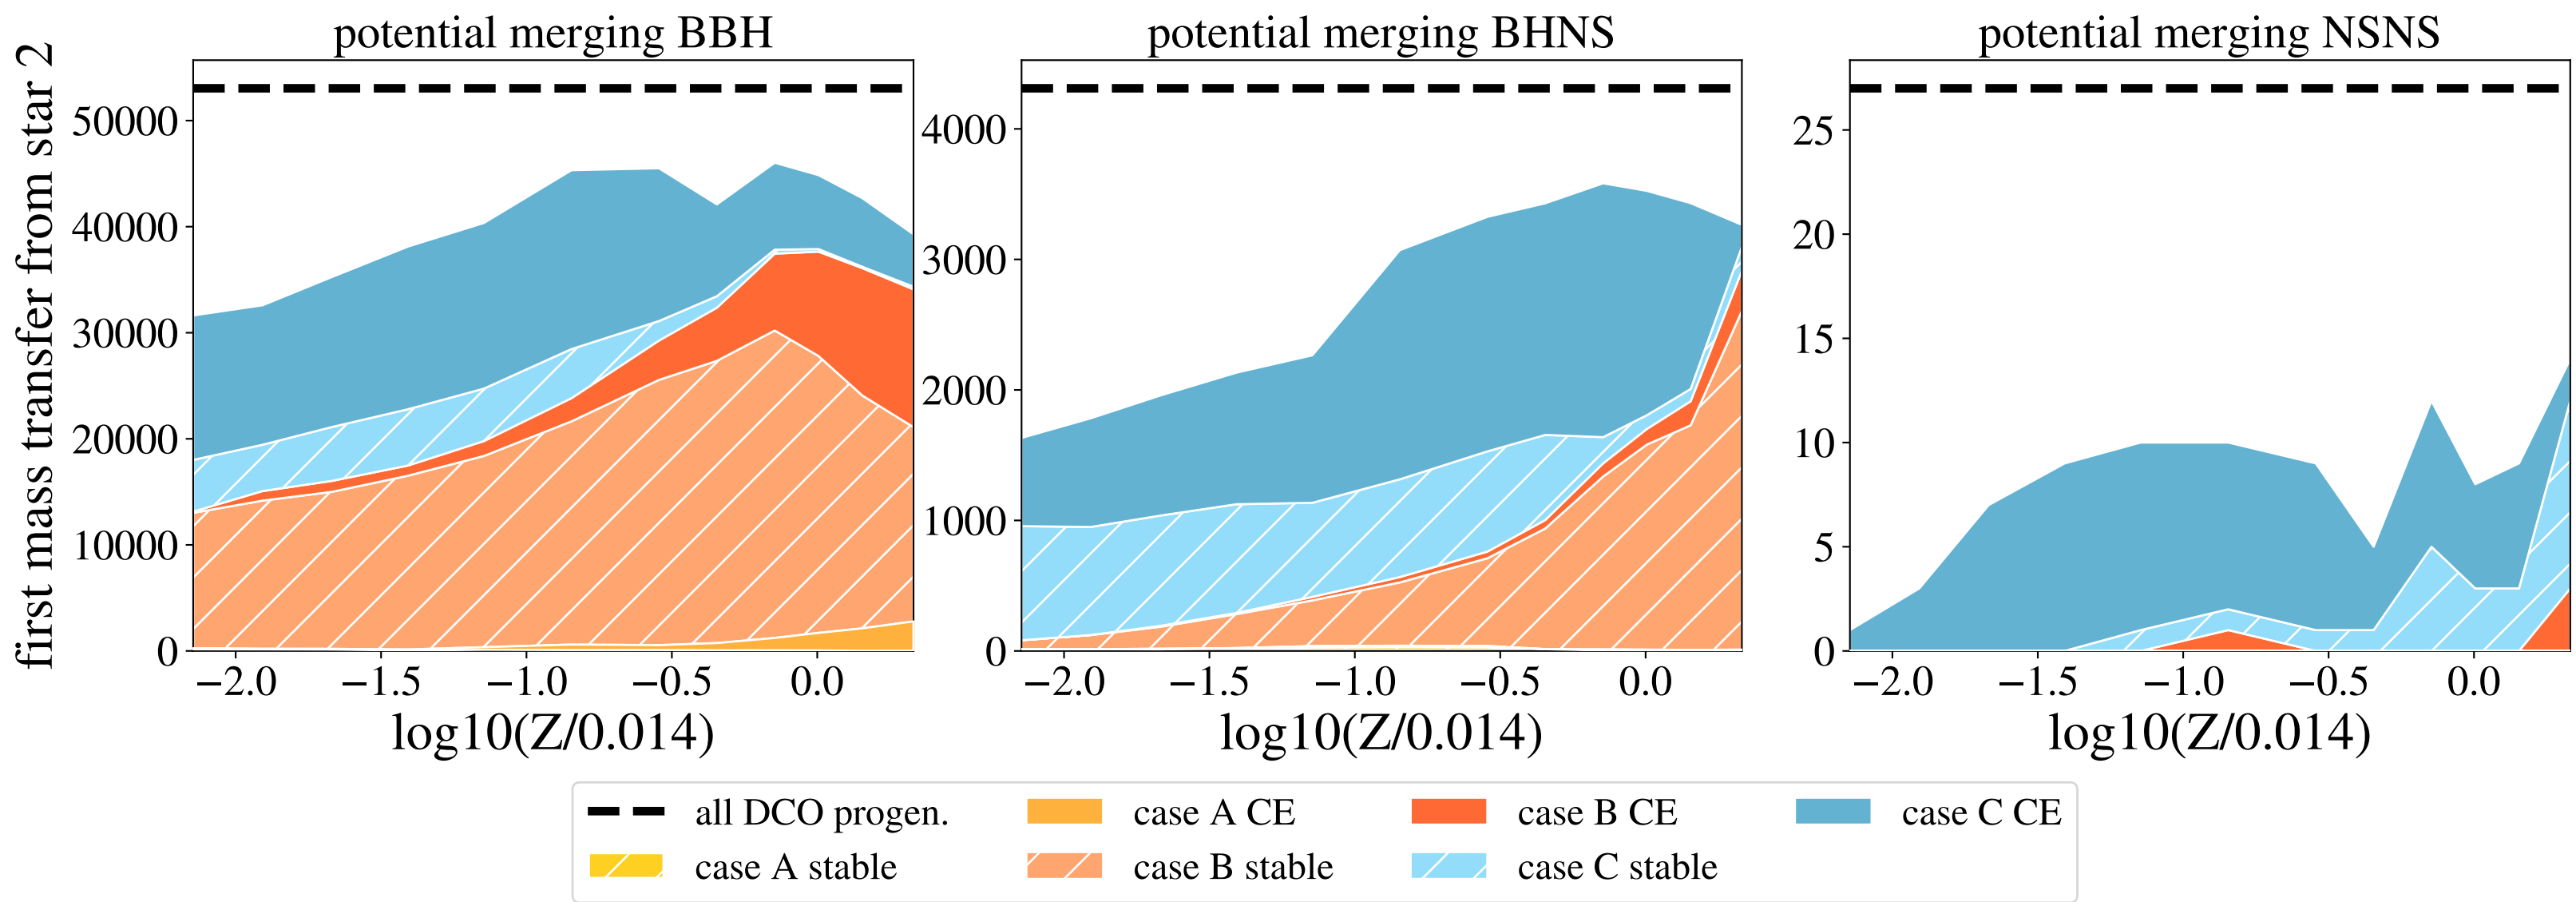 potential merging BBH
potential merging BHNS
potential merging NSNS
first mass transfer from star 2
50000
40000
30000
20000
10000
0
−2.0 −1.5 −1.0 −0.5 0.0
log10(Z/0.014)
4000
3000
2000
1000
0
−2.0 −1.5 −1.0 −0.5 0.0
log10(Z/0.014)
25
20
15
10
5
0
−2.0 −1.5 −1.0 −0.5 0.0
log10(Z/0.014)
all DCO progen.
case A stable
case A CE
case B stable
case B CE
case C stable
case C CE